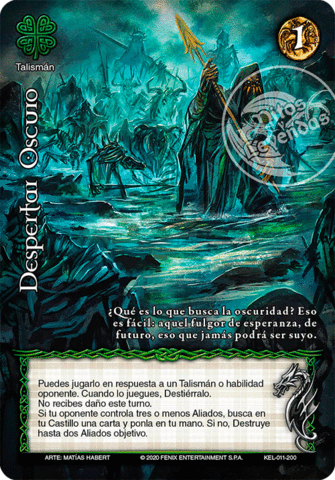 1
Talismán
Despertar Oscuro
mitos
leyendas
¿Qué es lo que busca la oscuridad? Eso
es fácil: aquel fulgor de esperanza, de
futuro, eso que jamás podrá ser suyo.
Puedes jugarlo en respuesta a un Talismán o habilidad
oponente. Cuando lo juegues, Destiérralo.
No recibes daño este turno.
Si tu oponente controla tres o menos Aliados, busca en
tu Castillo una carta y ponla en tu mano. Si no, Destruye
hasta dos Aliados objetivo.
ARTE: MATÍAS HABERT
© 2020 FENIX ENTERTAINMENT S.P.A.
KEL-011-200